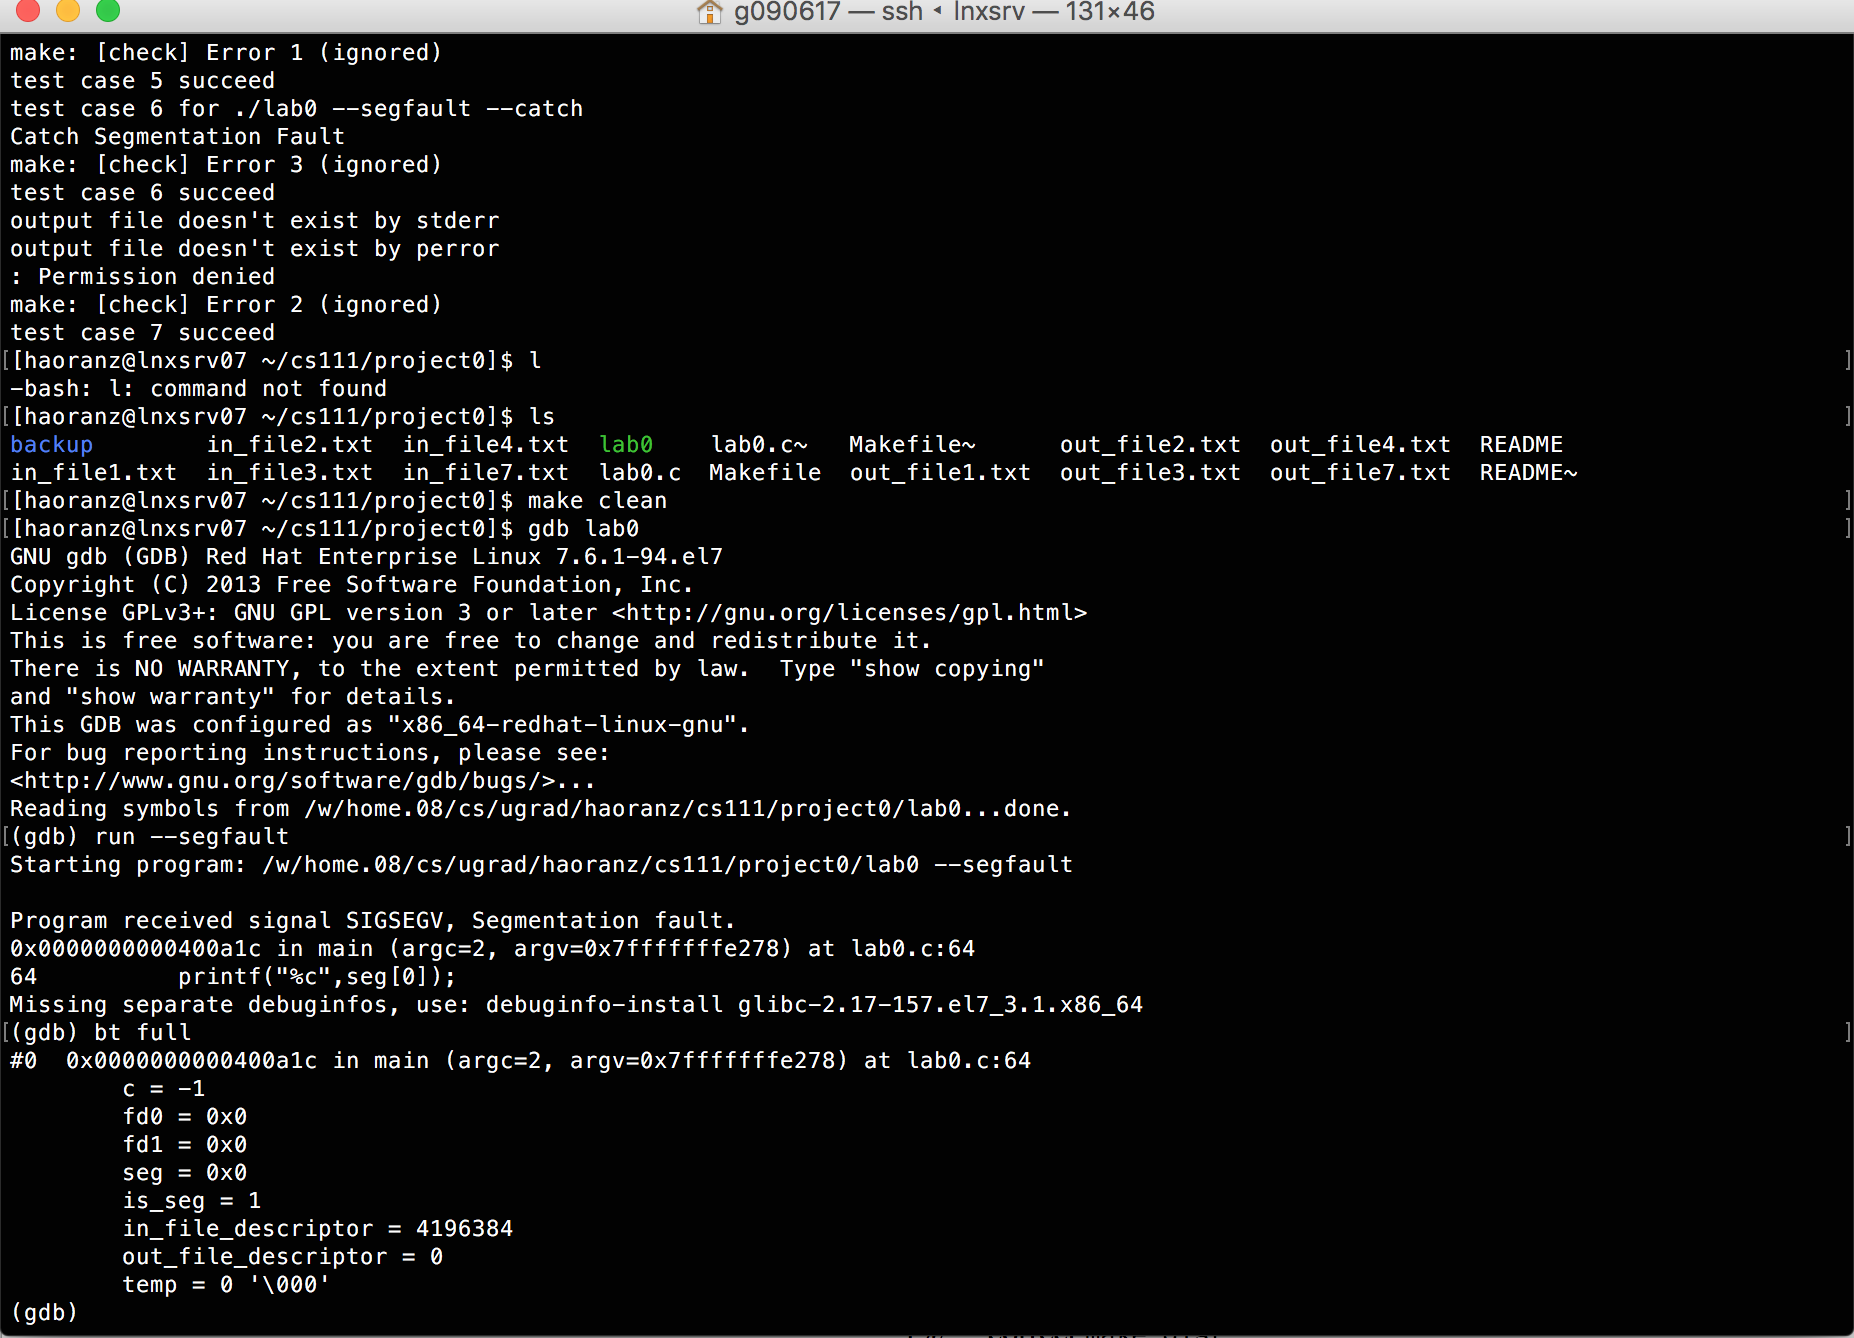 g090617 — ssh ◂ lnxsrv — 131×46
make: [check] Error 1 (ignored)
test case 5 succeed
test case 6 for ./lab0 --segfault --catch
Catch Segmentation Fault
make: [check] Error 3 (ignored)
test case 6 succeed
output file doesn't exist by stderr
output file doesn't exist by perror
: Permission denied
make: [check] Error 2 (ignored)
test case 7 succeed
[[haoranz@lnxsrv07 ~/cs111/project0]$ l ]
-bash: l: command not found
[[haoranz@lnxsrv07 ~/cs111/project0]$ ls ]
backup in_file2.txt in_file4.txt lab0 lab0.c~ Makefile~ out_file2.txt out_file4.txt README
in_file1.txt in_file3.txt in_file7.txt lab0.c Makefile out_file1.txt out_file3.txt out_file7.txt README~
[[haoranz@lnxsrv07 ~/cs111/project0]$ make clean ]
[[haoranz@lnxsrv07 ~/cs111/project0]$ gdb lab0 ]
GNU gdb (GDB) Red Hat Enterprise Linux 7.6.1-94.el7
Copyright (C) 2013 Free Software Foundation, Inc.
License GPLv3+: GNU GPL version 3 or later <http://gnu.org/licenses/gpl.html>
This is free software: you are free to change and redistribute it.
There is NO WARRANTY, to the extent permitted by law.  Type "show copying"
and "show warranty" for details.
This GDB was configured as "x86_64-redhat-linux-gnu".
For bug reporting instructions, please see:
<http://www.gnu.org/software/gdb/bugs/>...
Reading symbols from /w/home.08/cs/ugrad/haoranz/cs111/project0/lab0...done.
[(gdb) run --segfault ]
Starting program: /w/home.08/cs/ugrad/haoranz/cs111/project0/lab0 --segfault
Program received signal SIGSEGV, Segmentation fault.
0x0000000000400a1c in main (argc=2, argv=0x7fffffffe278) at lab0.c:64
64 printf("%c",seg[0]);
Missing separate debuginfos, use: debuginfo-install glibc-2.17-157.el7_3.1.x86_64
[(gdb) bt full ]
#0  0x0000000000400a1c in main (argc=2, argv=0x7fffffffe278) at lab0.c:64
c = -1
fd0 = 0x0
fd1 = 0x0
seg = 0x0
is_seg = 1
in_file_descriptor = 4196384
out_file_descriptor = 0
temp = 0 '\000'
(gdb)